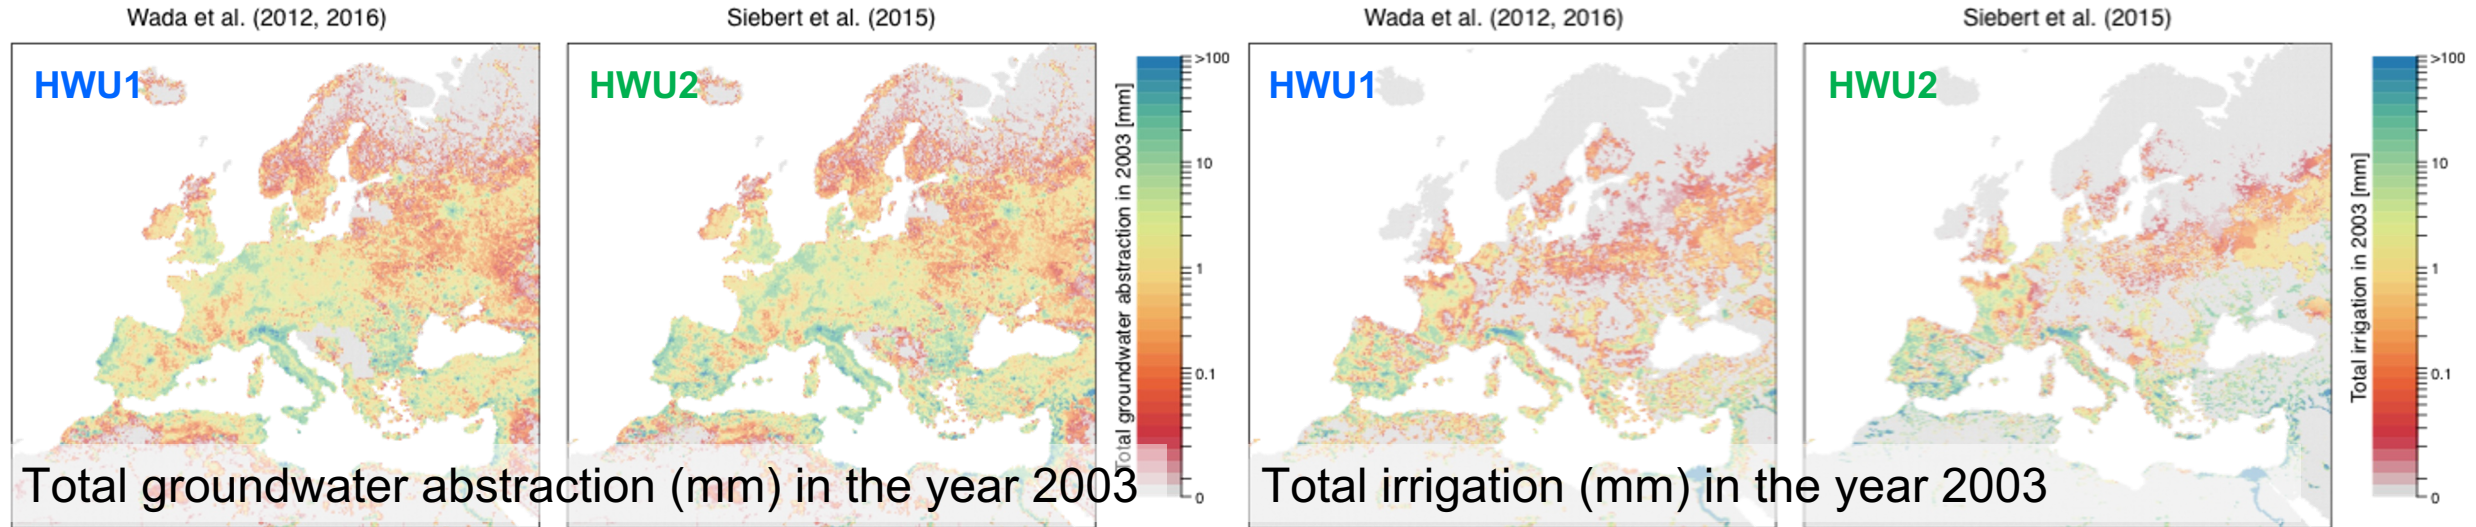 Wada et al. (2012, 2016)
Siebert et al. (2015)
HWU1
HWU2
Total groundwater abstraction in 2003 [mm]
>100
10
1
0.1
0
Total groundwater abstraction (mm) in the year 2003
Wada et al. (2012, 2016)
Siebert et al. (2015)
HWU1
HWU2
Total irrigation in 2003 [mm]
>100
10
1
0.1
0
Total irrigation (mm) in the year 2003